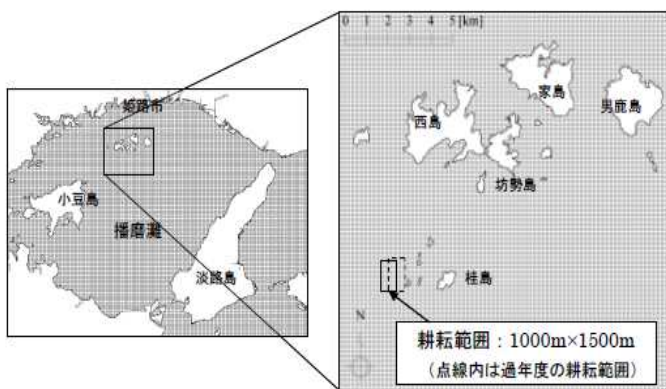 姫路市
小豆島
播磨灘
淡路島
0 1 2 3 4 5 [km]
家島
男鹿島
西島
坊勢島
桂島
N
耕耘範囲：1000m×1500m
（点線内は過年度の耕耘範囲）